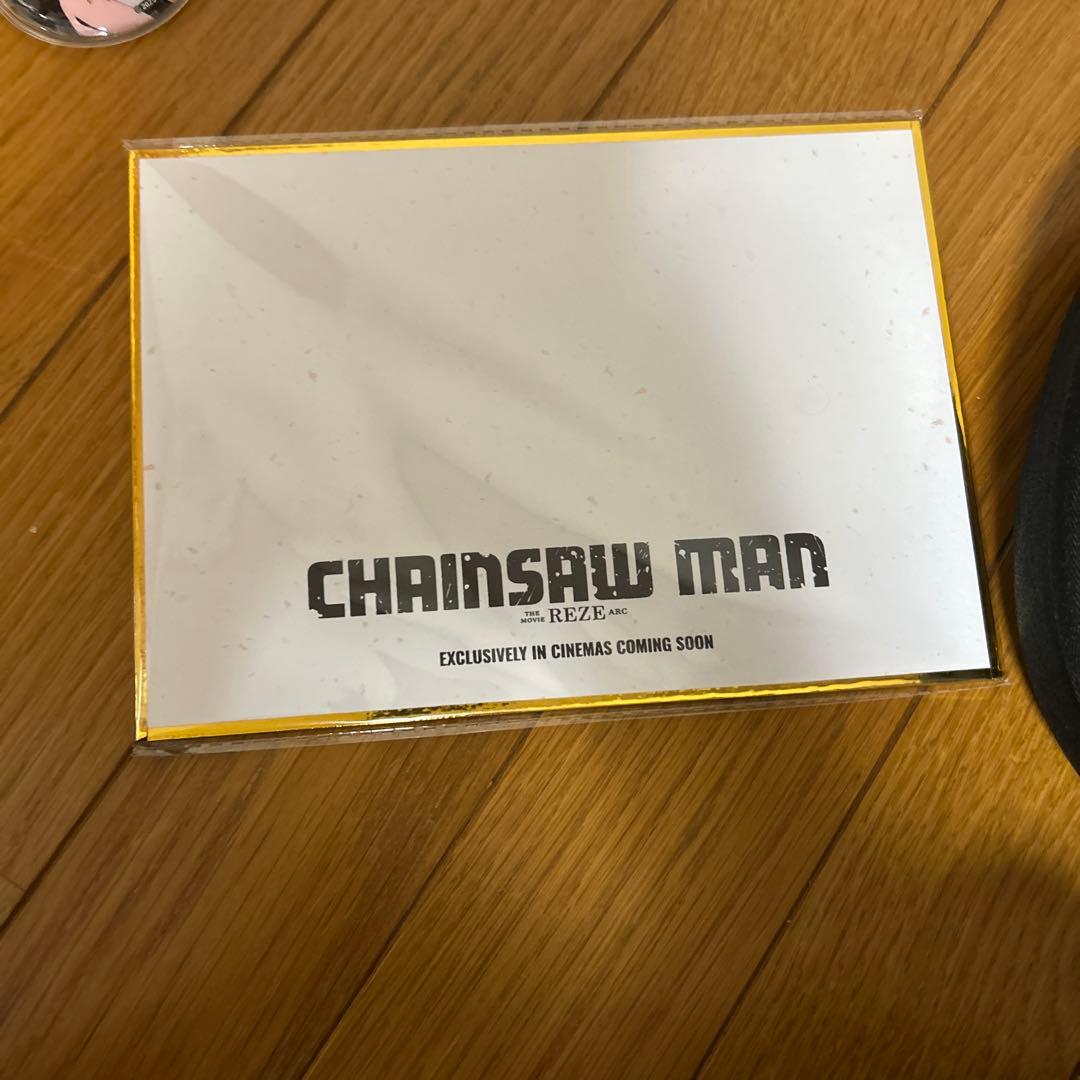 CHAINSAW MAN
THE MOVIE REZE ARC
EXCLUSIVELY IN CINEMAS COMING SOON